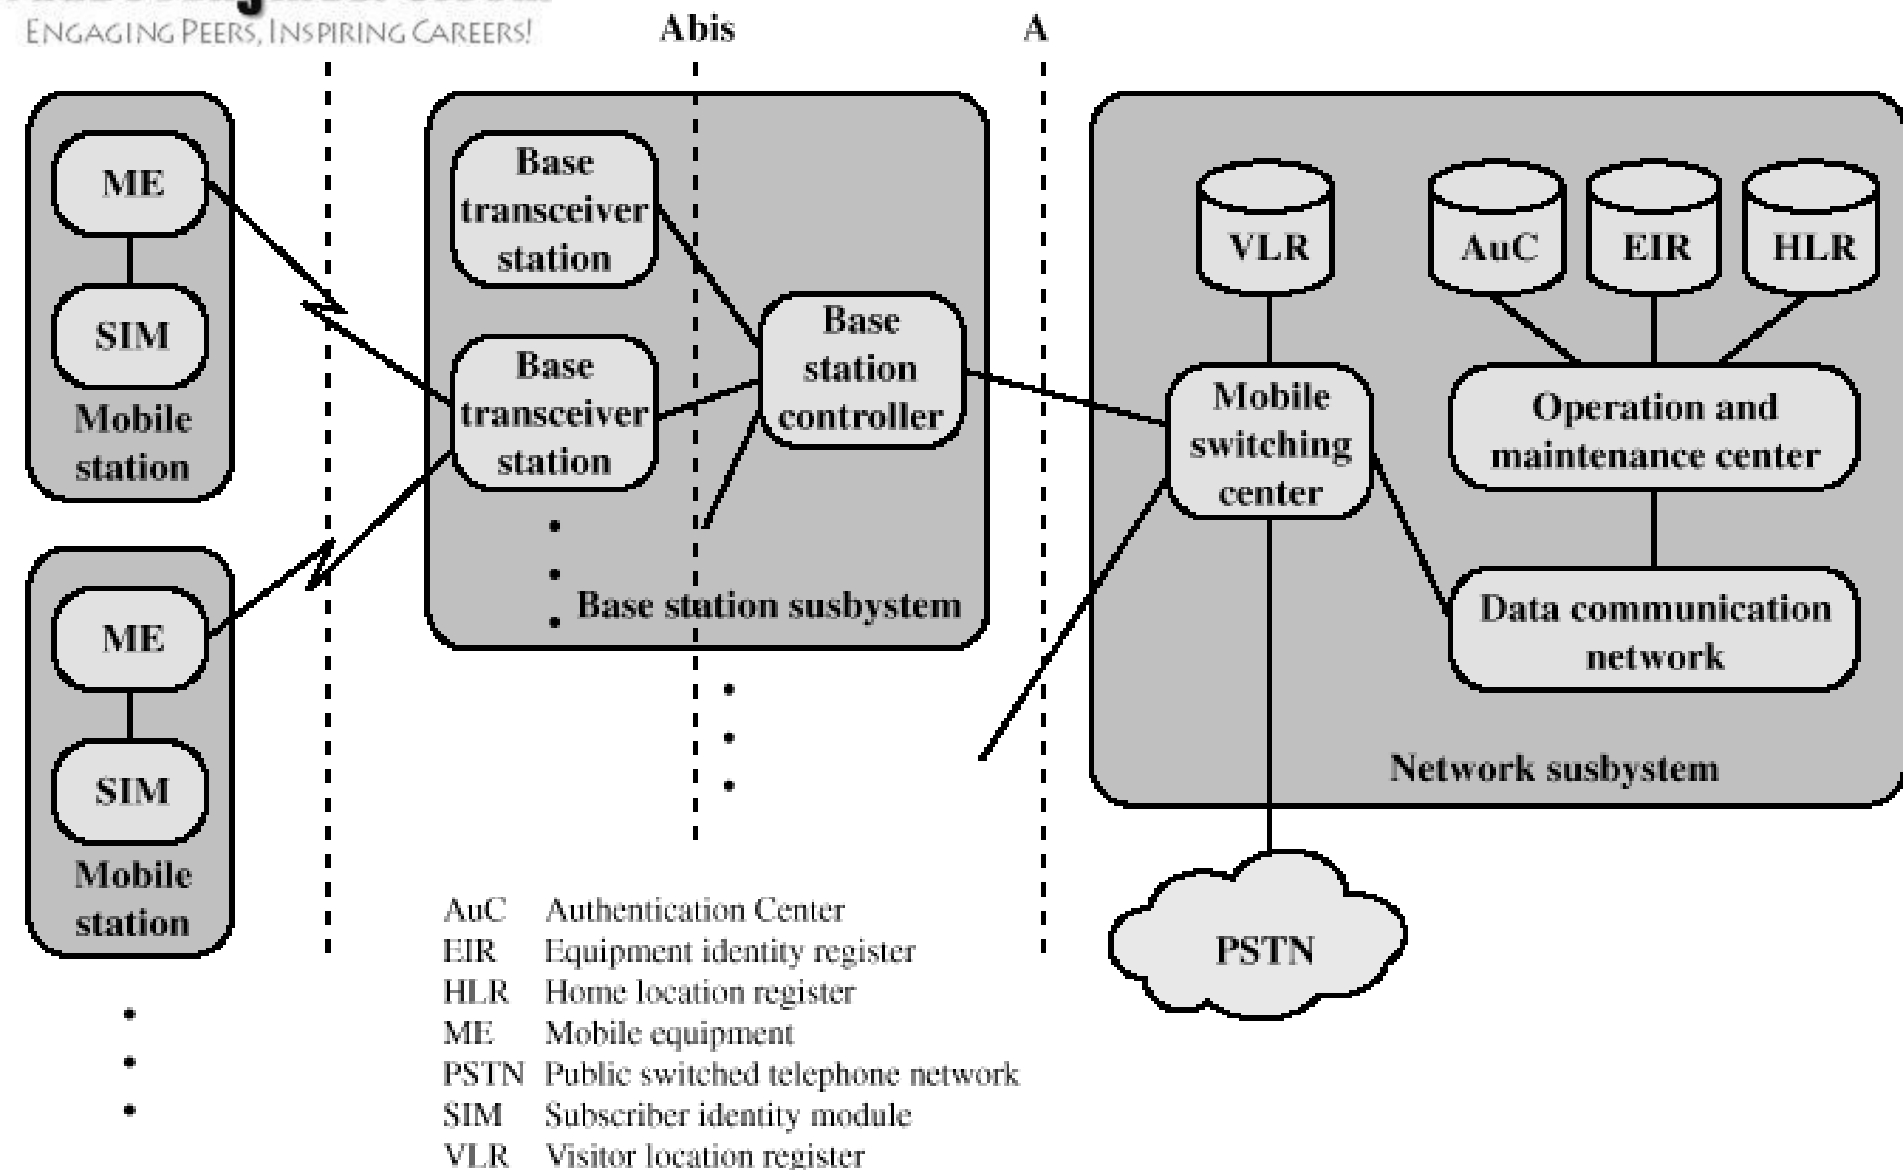 ENGAGING PEERS, INSPIRING CAREERS!
Abis
A
ME
SIM
Mobile
station
ME
SIM
Mobile
station
Base
transceiver
station
Base
transceiver
station
Base
station
controller
Base station susbystem
VLR
AuC
EIR
HLR
Mobile
switching
center
Operation and
maintenance center
Data communication
network
Network susbystem
PSTN
AuC Authentication Center
EIR Equipment identity register
HLR Home location register
ME Mobile equipment
PSTN Public switched telephone network
SIM Subscriber identity module
VLR Visitor location register